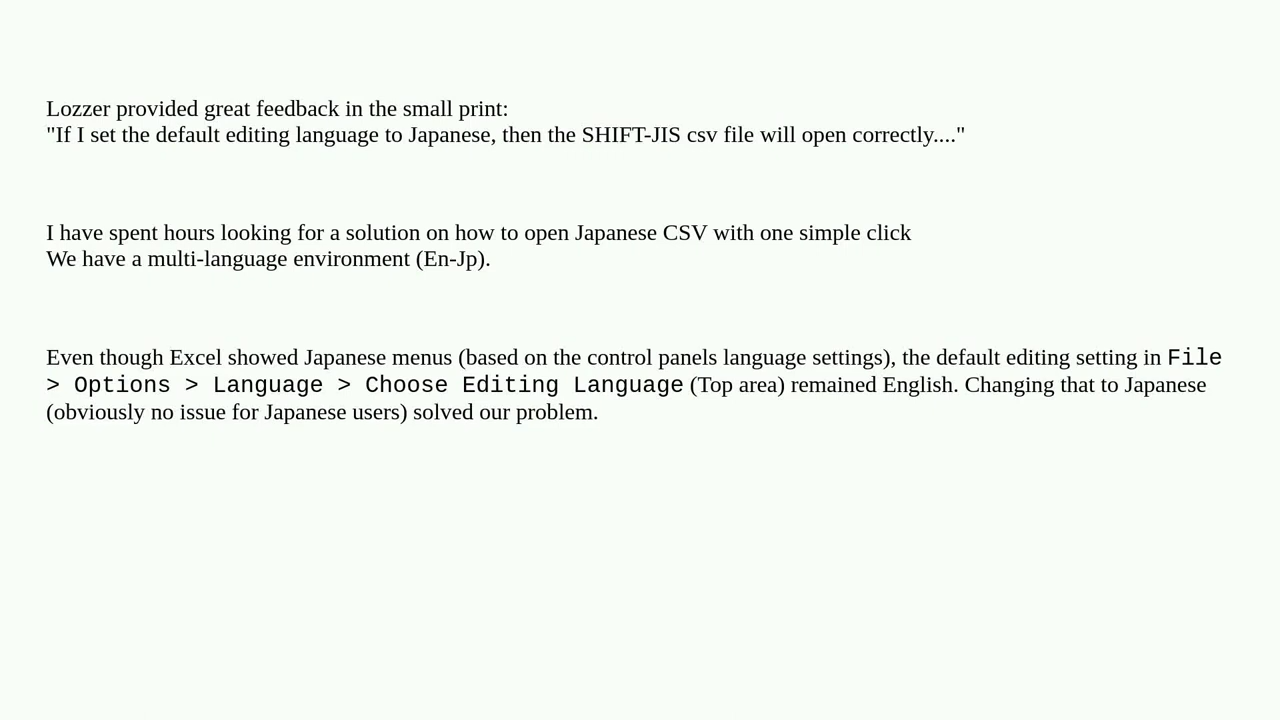 Lozzer provided great feedback in the small print:
"If I set the default editing language to Japanese, then the SHIFT-JIS csv file will open correctly...."
I have spent hours looking for a solution on how to open Japanese CSV with one simple click
We have a multi-language environment (En-Jp).
Even though Excel showed Japanese menus (based on the control panels language settings), the default editing setting in File
> Options > Language > Choose Editing Language (Top area) remained English. Changing that to Japanese
(obviously no issue for Japanese users) solved our problem.